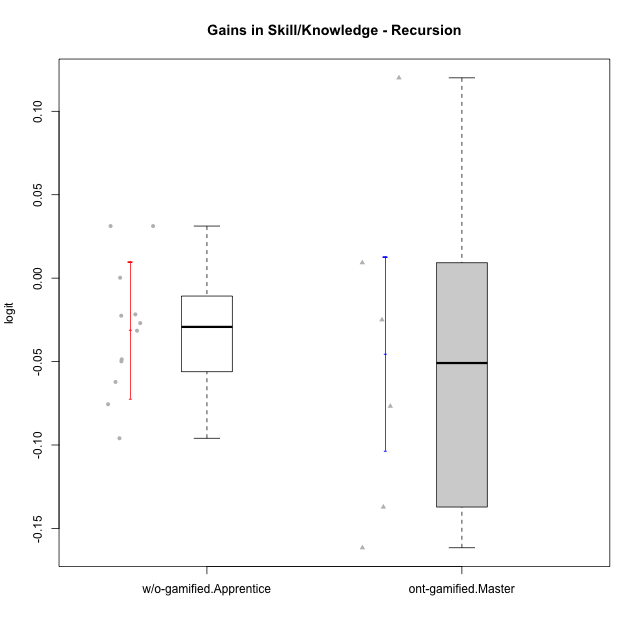 Gains in Skill/Knowledge - Recursion
logit
0.10
0.05
0.00
-0.05
-0.10
-0.15
w/o-gamified.Apprentice
ont-gamified.Master